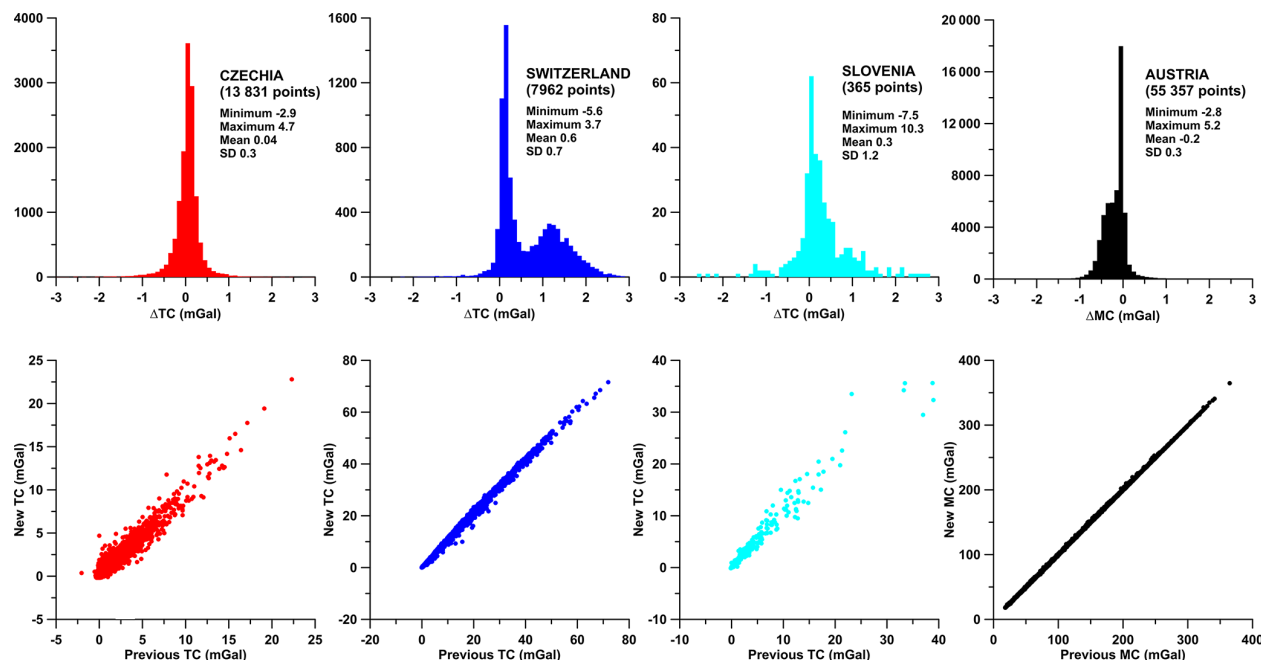 4000
3000
2000
1000
0
-3 -2 -1 0 1 2 3
ΔTC (mGal)
CZECHIA
(13 831 points)
Minimum -2.9
Maximum 4.7
Mean 0.04
SD 0.3
1600
1200
800
400
0
-3 -2 -1 0 1 2 3
ΔTC (mGal)
SWITZERLAND
(7962 points)
Minimum -5.6
Maximum 3.7
Mean 0.6
SD 0.7
80
60
40
20
0
-3 -2 -1 0 1 2 3
ΔTC (mGal)
SLOVENIA
(365 points)
Minimum -7.5
Maximum 10.3
Mean 0.3
SD 1.2
20 000
16 000
12 000
8000
4000
0
-3 -2 -1 0 1 2 3
ΔMC (mGal)
AUSTRIA
(55 357 points)
Minimum -2.8
Maximum 5.2
Mean -0.2
SD 0.3
25
20
15
10
5
0
-5
New TC (mGal)
-5 0 5 10 15 20 25
Previous TC (mGal)
80
60
40
20
0
-20
New TC (mGal)
-20 0 20 40 60 80
Previous TC (mGal)
40
30
20
10
0
-10
New TC (mGal)
-10 0 10 20 30 40
Previous TC (mGal)
400
300
200
100
0
New MC (mGal)
0 100 200 300 400
Previous MC (mGal)